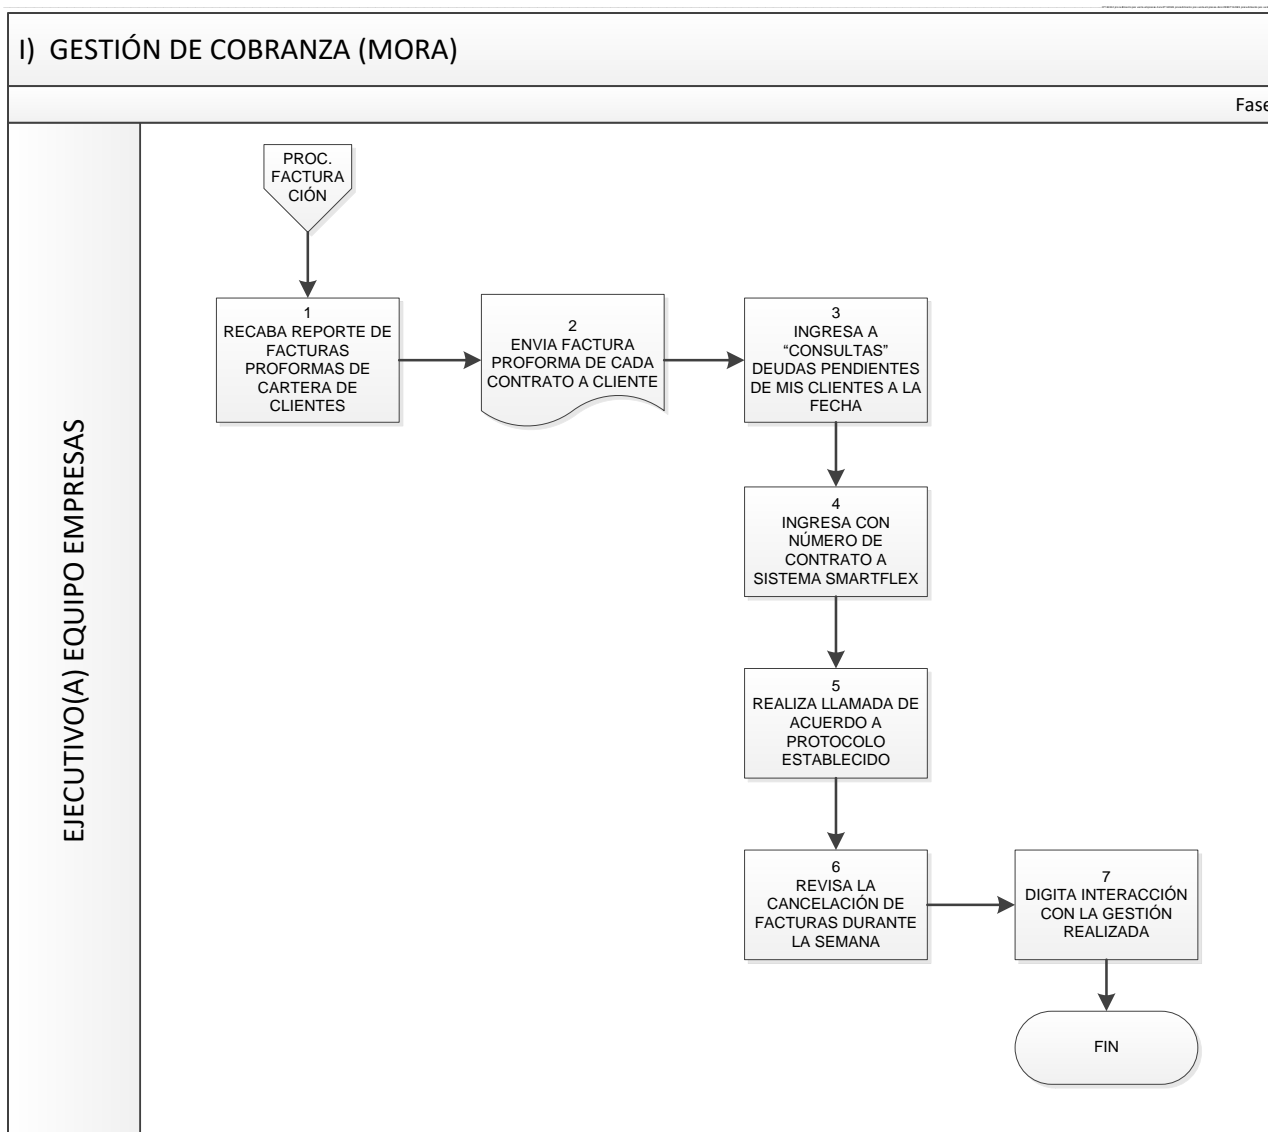 I) GESTIÓN DE COBRANZA (MORA)
Fase
EJECUTIVO(A) EQUIPO EMPRESAS
PROC.
FACTURA
CIÓN
1
RECABA REPORTE DE
FACTURAS
PROFORMAS DE
CARTERA DE
CLIENTES
2
ENVIA FACTURA
PROFORMA DE CADA
CONTRATO A CLIENTE
3
INGRESA A
“CONSULTAS”
DEUDAS PENDIENTES
DE MIS CLIENTES A LA
FECHA
4
INGRESA CON
NÚMERO DE
CONTRATO A
SISTEMA SMARTFLEX
5
REALIZA LLAMADA DE
ACUERDO A
PROTOCOLO
ESTABLECIDO
6
REVISA LA
CANCELACIÓN DE
FACTURAS DURANTE
LA SEMANA
7
DIGITA INTERACCIÓN
CON LA GESTIÓN
REALIZADA
FIN